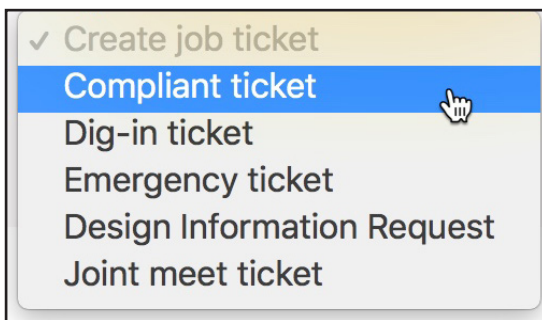 Create job ticket
Compliant ticket
Dig-in ticket
Emergency ticket
Design Information Request
Joint meet ticket